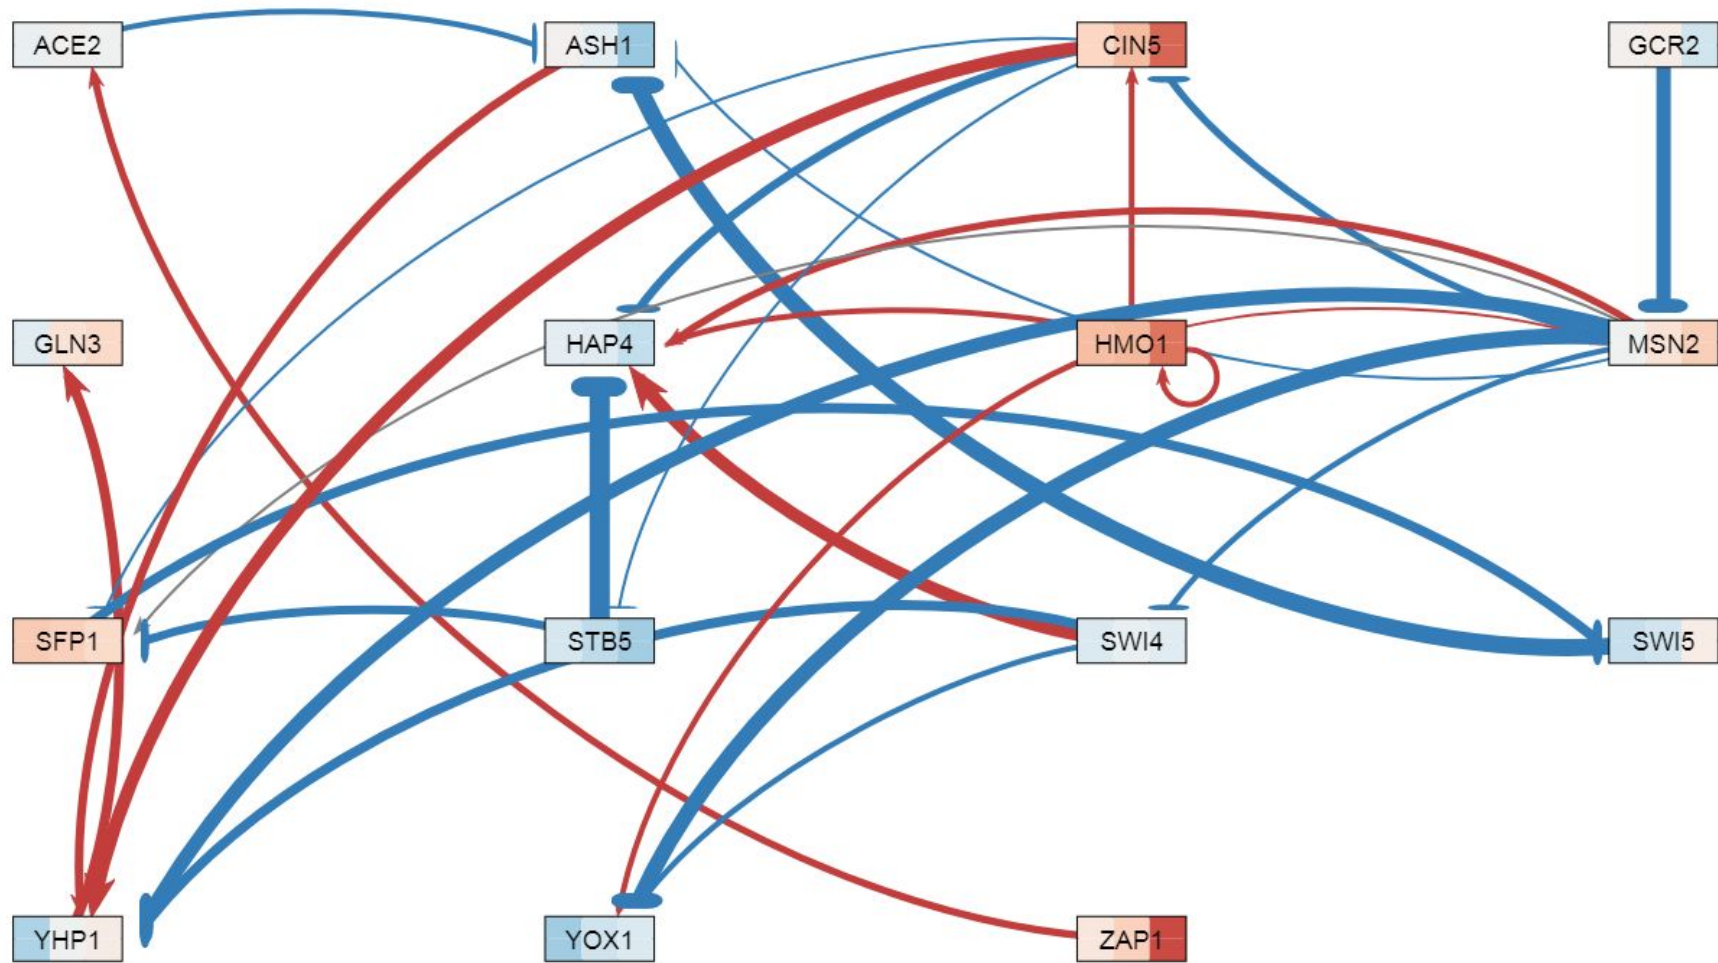 ACE2
ASH1
CIN5
GCR2
GLN3
HAP4
HMO1
MSN2
SFP1
STB5
SWI4
SWI5
YHP1
YOX1
ZAP1